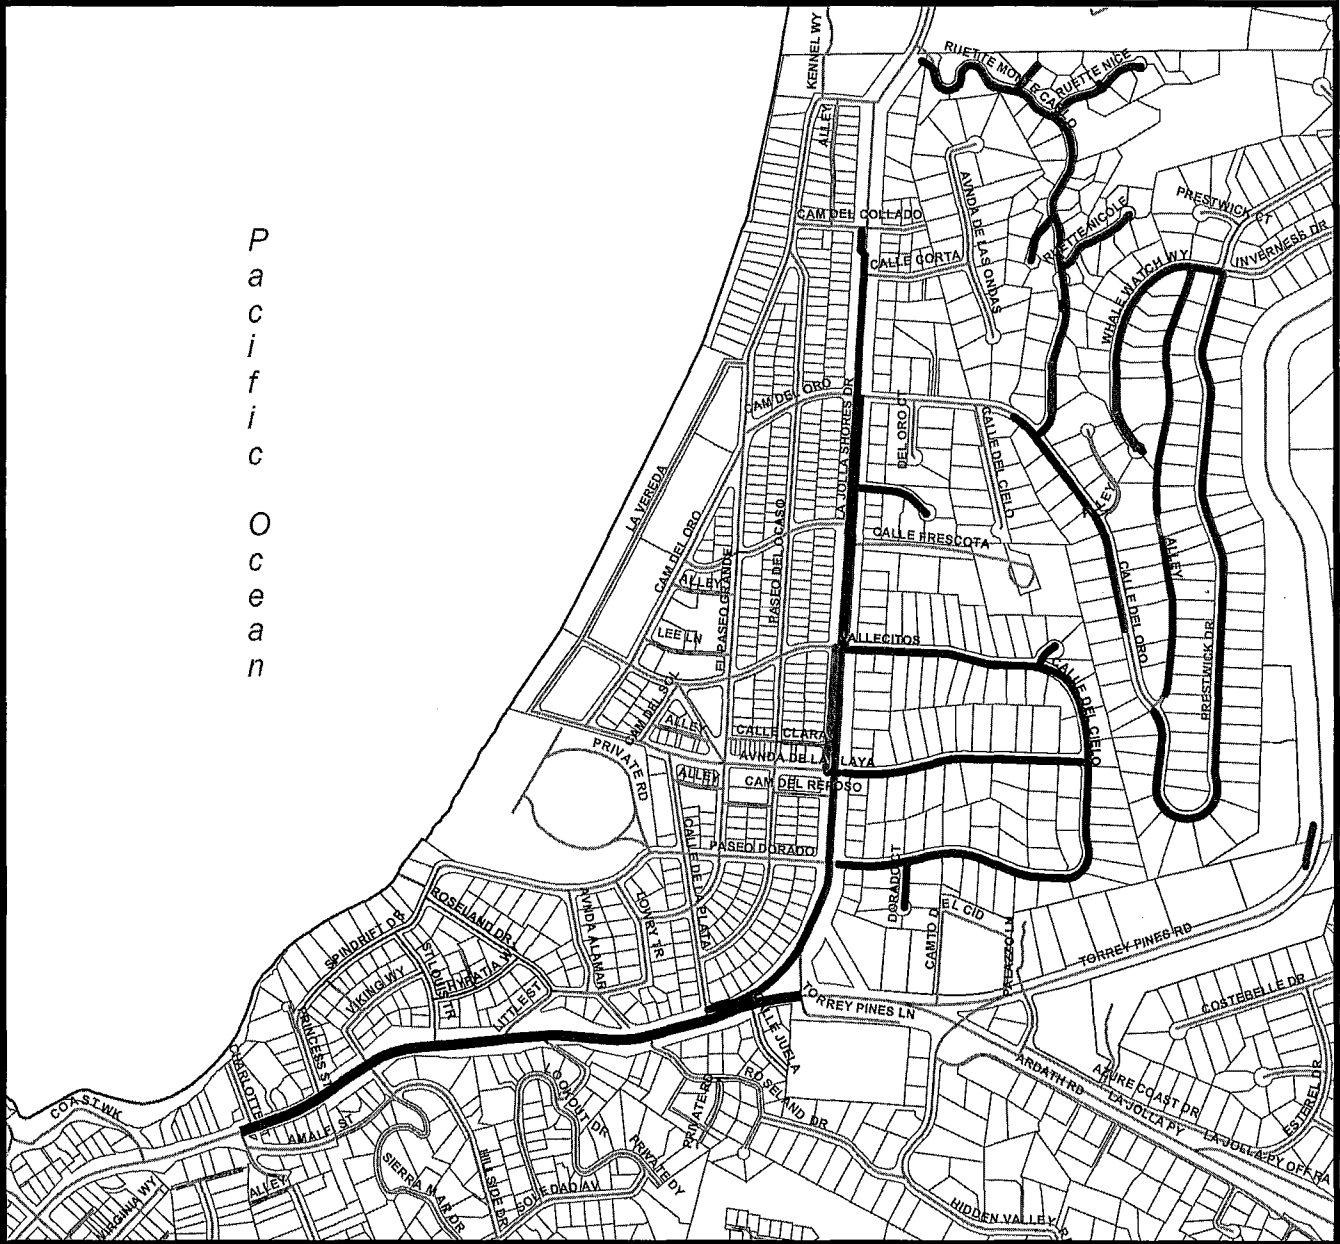 Pacific Ocean
KENNEL WY
RUETTE MONTE CARLO
RUETTE NICE
ALLEY
CAM DEL COLLADO
AVNDA DE LAS ONDAS
CALLE CORTA
RUETTE NICOLE
PRESTWICK CT
INVERNESS DR
WHALE WATCH WY
CAM DEL ORO
LA JOLLA SHORES DR
DEL ORO CT
CALLE DEL CIELO
LA VEREDA
CAM DEL ORO
EL PASEO GRANDE
PASEO DEL OCASO
CALLE FRESCOTA
ALLEY
CALLE DEL ORO
PRESTWICK DR
ALLEY
LEE LN
VALLECITOS
CALLE DEL CIELO
CAM DEL SOL
ALLEY
CALLE CLARA
AVNDA DE LA PLAYA
PRIVATE RD
ALLEY
CAM DEL REPOSO
CALLE DE L PLATA
PASEO DORADO
DORADO CT
CAMTO D EL CID
PALAZZO LN
TORREY PINES RD
ROSELAND DR
AVNDA ALAMAR
LOWRY TR
SPINDRIFT DR
ST LOUIS TR
HYPATIA W
VIKING WY
LITTLE ST
PRINCESS ST
CHARLOTTE
COAST WK
AMALFI ST
ALLEY
VIRGINIA WY
SIERRA MAR DR
HILLSIDE DR
SOLEDAD AV
LOOKOUT DR
PRIVATE DY
PRIVATE RD
ROSELAND DR
CALLE JUELA
TORREY PINES LN
COSTEBELLE DR
ARDATH RD
AZURE COAST DR
LA JOLLA PY
LA JOLLA PY OFF RA
ESTEREL DR
HIDDEN VALLEY R